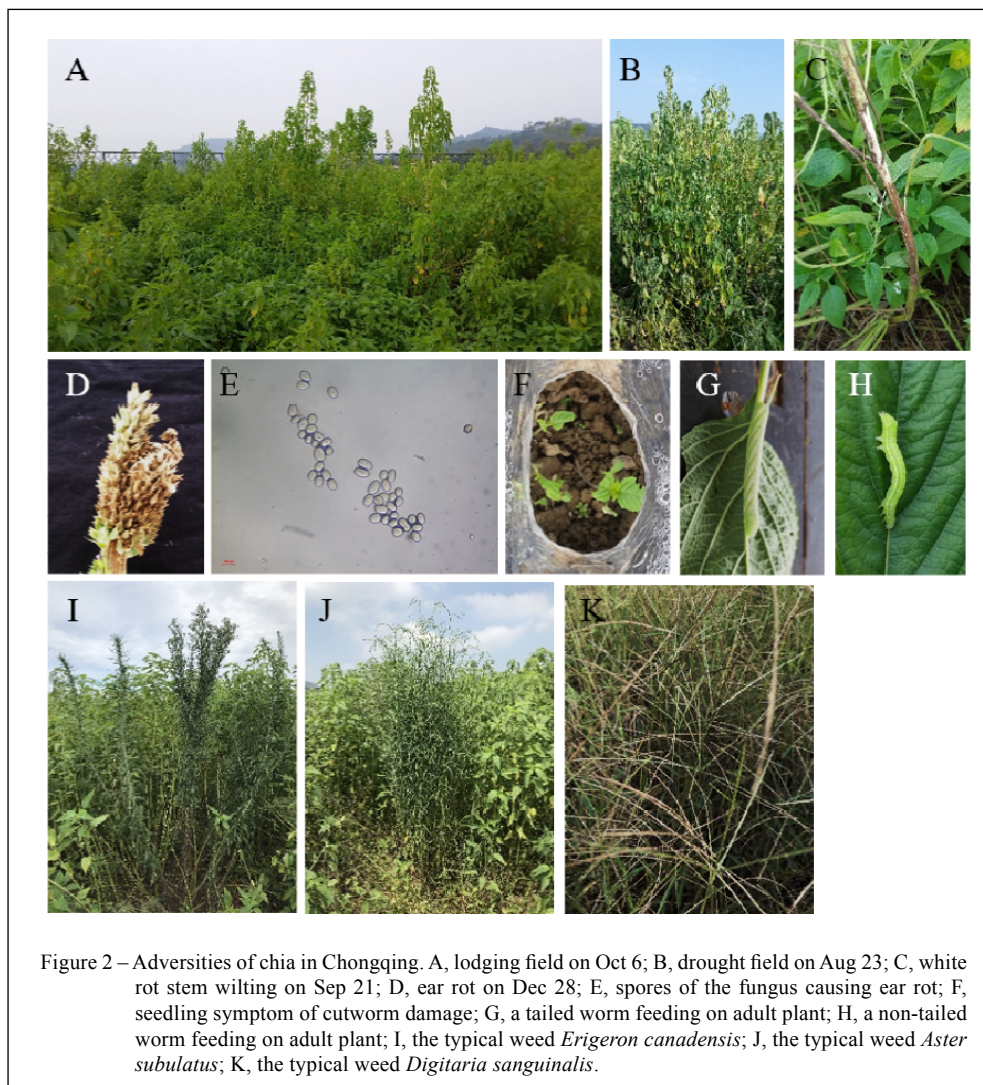 A
B
C
D
E
F
G
H
I
J
K
Figure 2 – Adversities of chia in Chongqing. A, lodging field on Oct 6; B, drought field on Aug 23; C, white
rot stem wilting on Sep 21; D, ear rot on Dec 28; E, spores of the fungus causing ear rot; F,
seedling symptom of cutworm damage; G, a tailed worm feeding on adult plant; H, a non-tailed
worm feeding on adult plant; I, the typical weed Erigeron canadensis; J, the typical weed Aster
subulatus; K, the typical weed Digitaria sanguinalis.